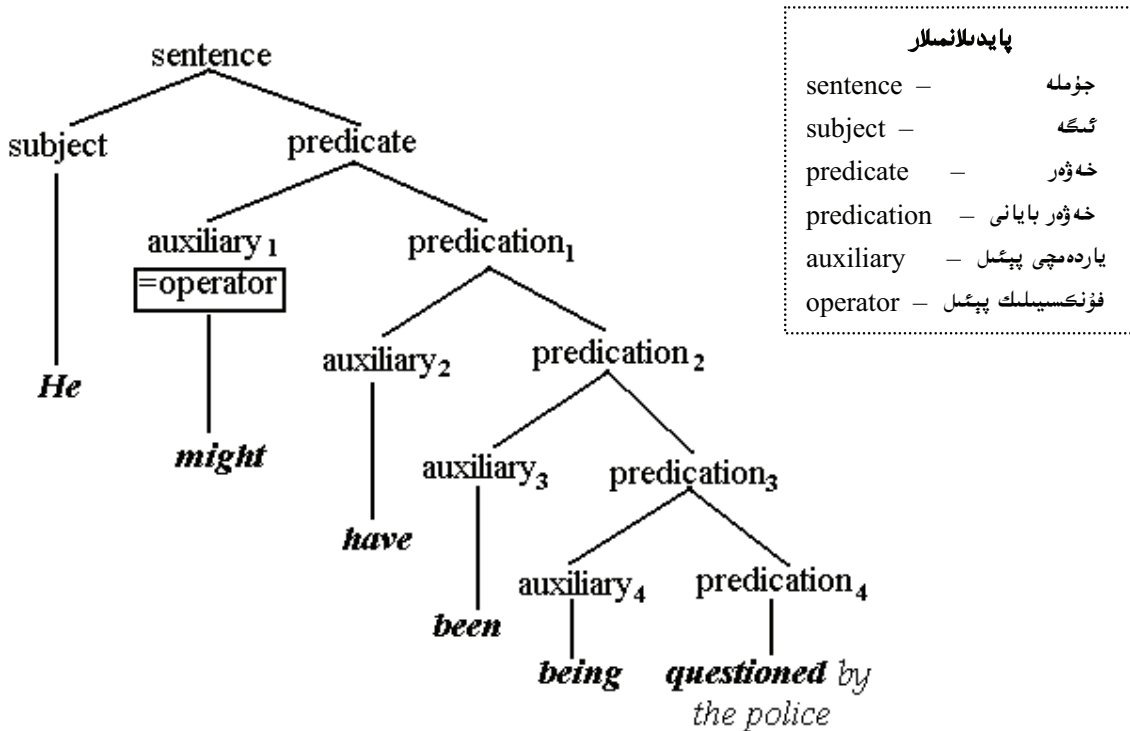 sentence
subject predicate
auxiliary₁ predication₁
=operator
auxiliary₂ predication₂
He
might
auxiliary₃ predication₃
have
auxiliary₄ predication₄
been
being questioned by
the police
پايدىلانمىلار
sentence – جۈملە
subject – ئىگە
predicate – خەۋەر
predication – خەۋەر بايانى
auxiliary – ياردەمچى پېئىل
operator – فۇنكسىيىلىك پېئىل